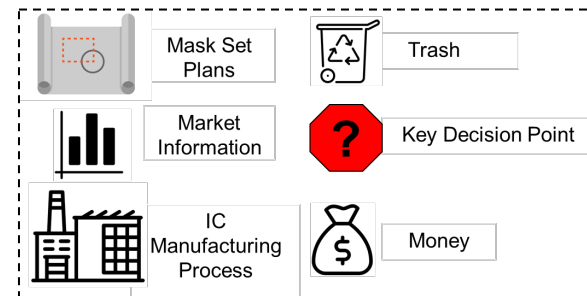 Mask Set
Plans
Trash
Market
Information
?
Key Decision Point
IC
Manufacturing
Process
$
Money